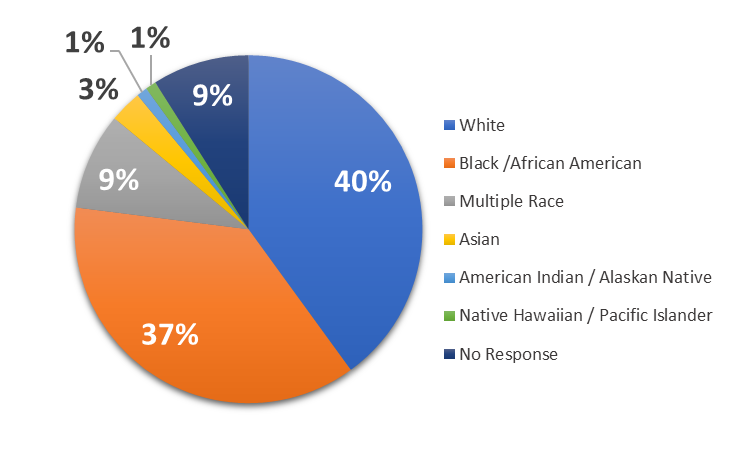 1%
1%
3%
9%
9%
40%
37%
White
Black /African American
Multiple Race
Asian
American Indian / Alaskan Native
Native Hawaiian / Pacific Islander
No Response